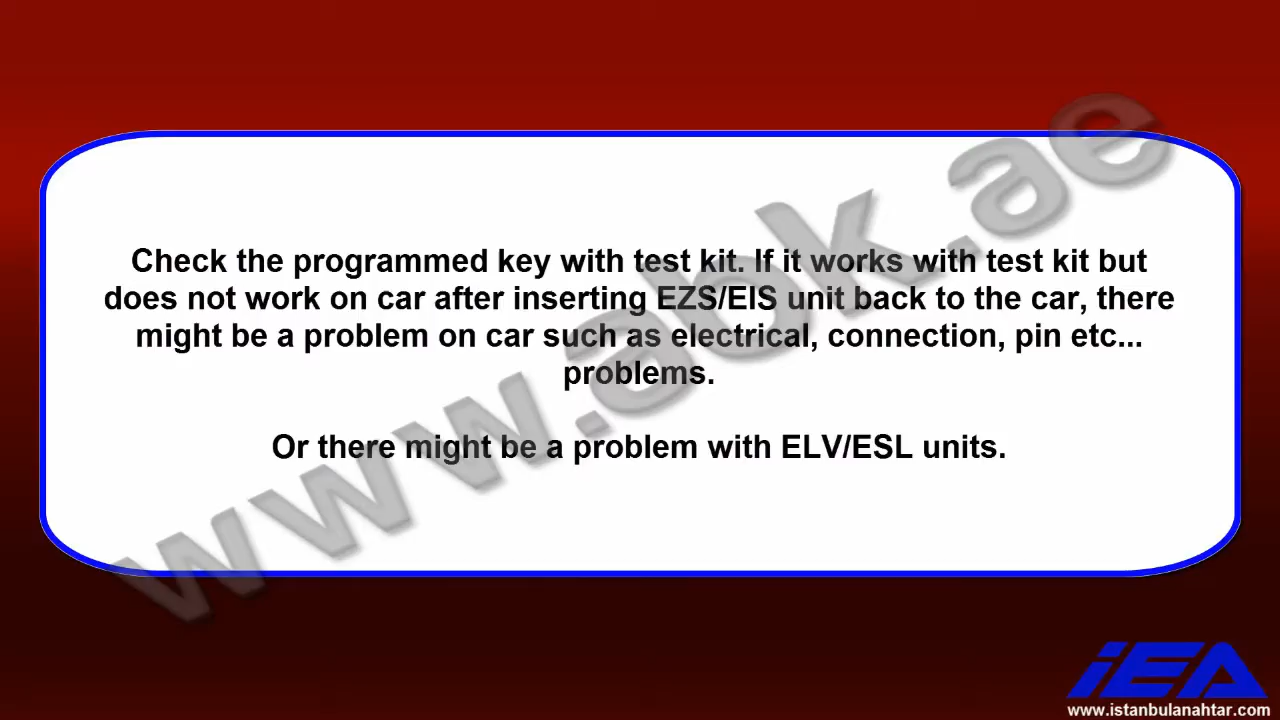 Check the programmed key with test kit. If it works with test kit but
does not work on car after inserting EZS/EIS unit back to the car, there
might be a problem on car such as electrical, connection, pin etc...
problems.
Or there might be a problem with ELV/ESL units.
www.abk.ae
iEA
www.istanbulanahtar.com